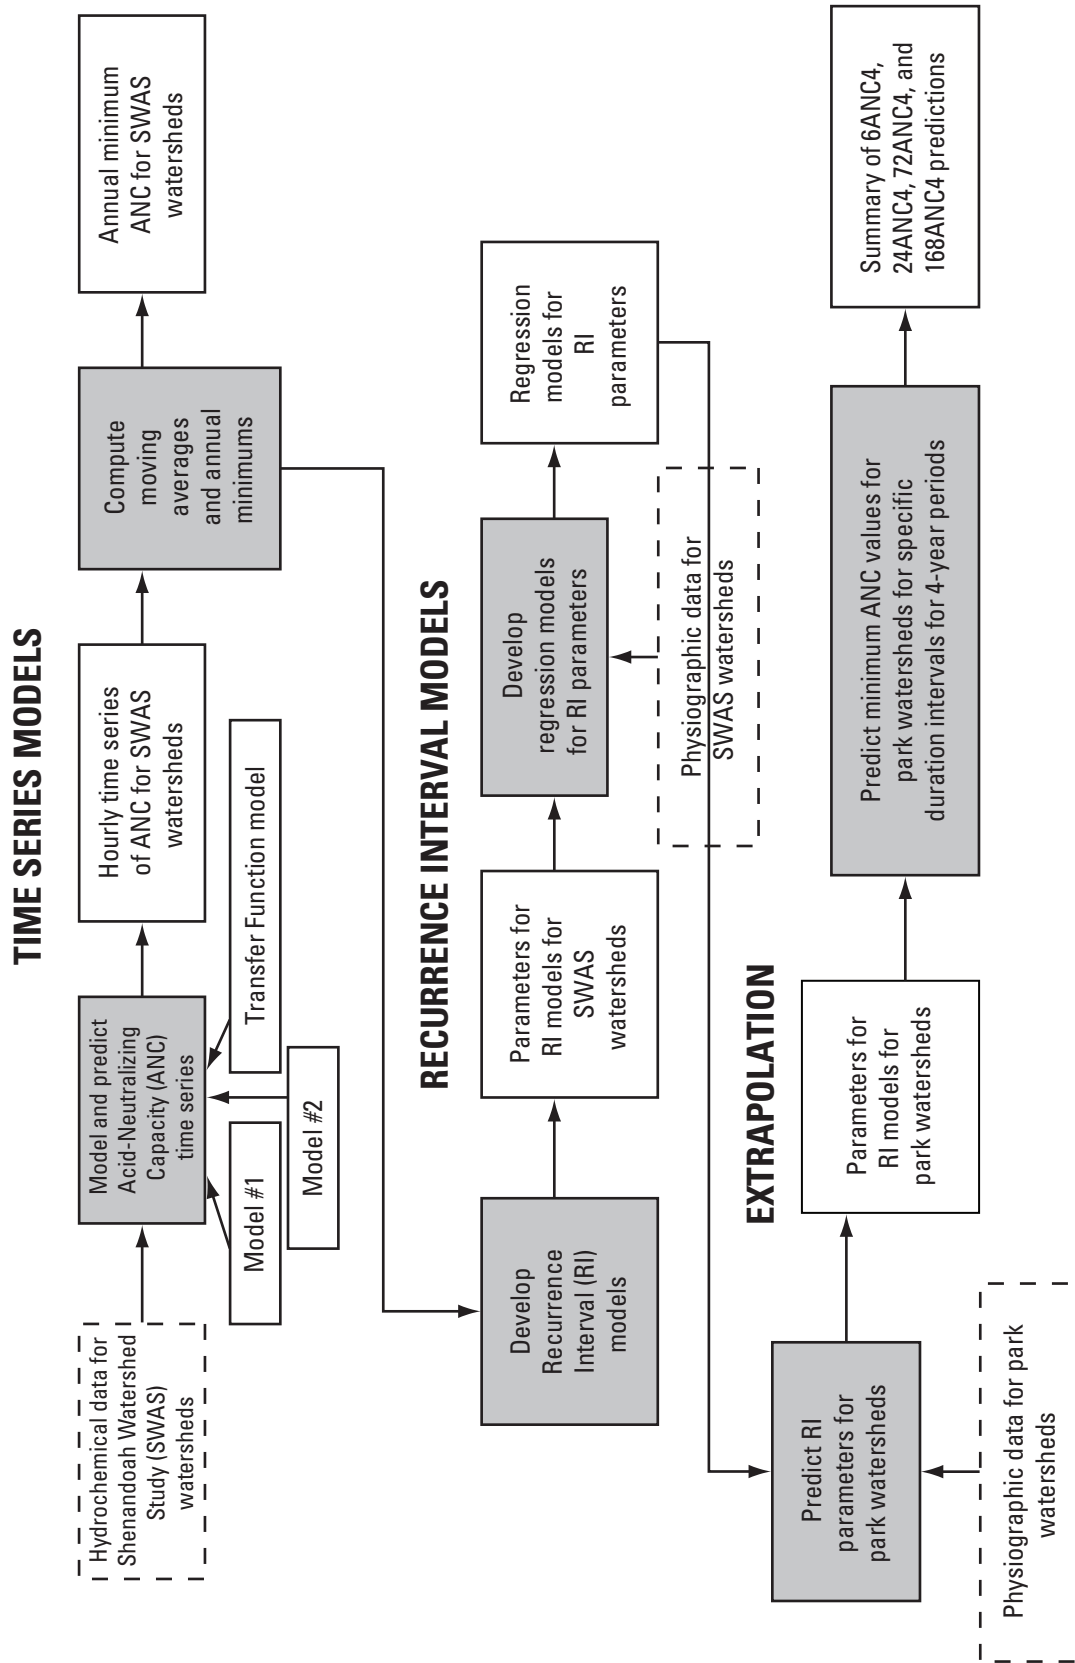 TIME SERIES MODELS
Hydrochemical data for
Shenandoah Watershed
Study (SWAS)
watersheds
Model and predict
Acid-Neutralizing
Capacity (ANC)
time series
Model #1
Model #2
Transfer Function model
Hourly time series
of ANC for SWAS
watersheds
Compute
moving
averages
and annual
minimums
Annual minimum
ANC for SWAS
watersheds
RECURRENCE INTERVAL MODELS
Develop
Recurrence
Interval (RI)
models
Parameters for
RI models for
SWAS
watersheds
Develop
regression models
for RI parameters
Physiographic data for
SWAS watersheds
Regression
models for
RI
parameters
EXTRAPOLATION
Predict RI
parameters for
park watersheds
Physiographic data for park
watersheds
Parameters for
RI models for
park watersheds
Predict minimum ANC values for
park watersheds for specific
duration intervals for 4-year periods
Summary of 6ANC4,
24ANC4, 72ANC4, and
168ANC4 predictions